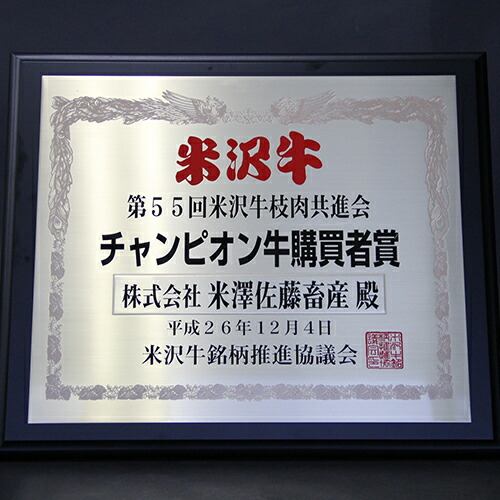 米沢牛
第５５回米沢牛枝肉共進会
チャンピオン牛購買者賞
株式会社 米澤佐藤畜産 殿
平成２６年１２月４日
米沢牛銘柄推進協議会